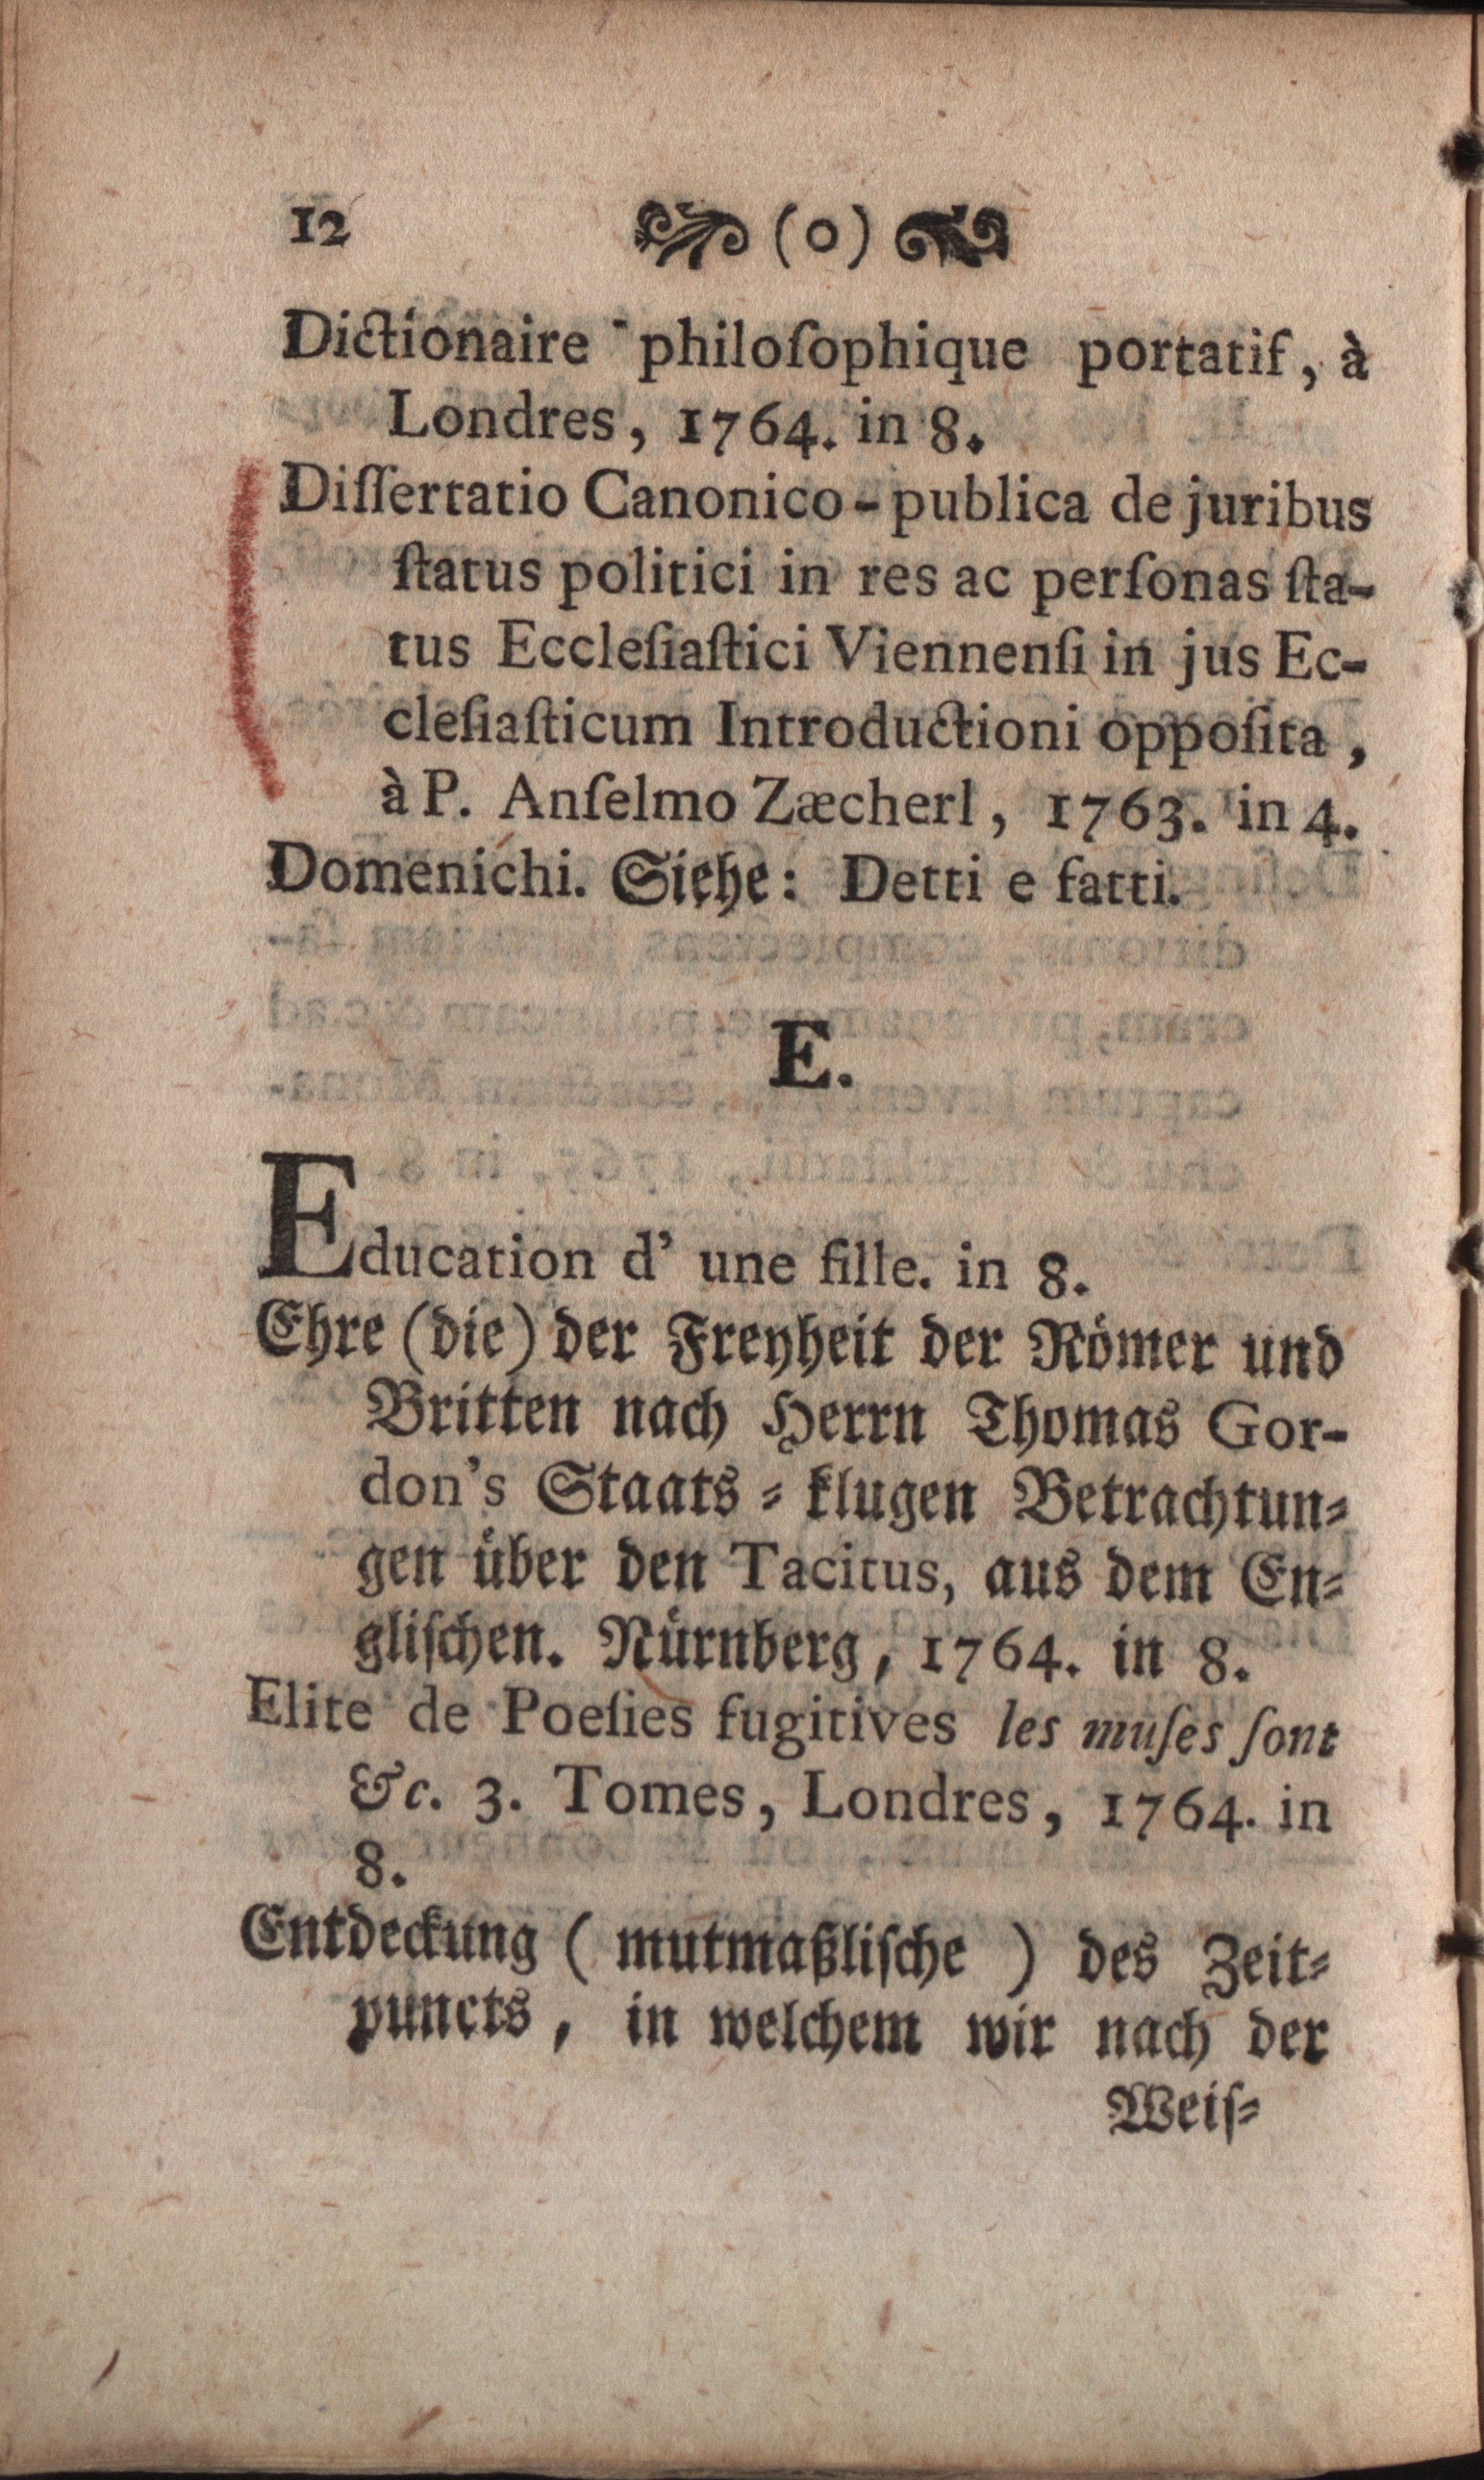 12 (o)
Dictionaire philoſophique portatif, à
Londres, 1764. in 8.
Diſſertatio Canonico-publica de juribus
ſtatus politici in res ac perſonas ſta-
tus Eccleſiaſtici Viennenſi in jus Ec-
cleſiaſticum Introductioni oppoſita,
à P. Anſelmo Zæcherl, 1763. in 4.
Domenichi. Siehe: Detti e fatti.
E.
Education d' une fille. in 8.
Ehre (die) der Freyheit der Römer und
Britten nach Herrn Thomas Gor-
don's Staats-klugen Betrachtun-
gen über den Tacitus, aus dem En-
gliſchen. Nürnberg, 1764. in 8.
Elite de Poeſies fugitives les muſes ſont
&c. 3. Tomes, Londres, 1764. in
8.
Entdeckung (mutmaßliſche) des Zeit-
puncts, in welchem wir nach der
Weiſ-